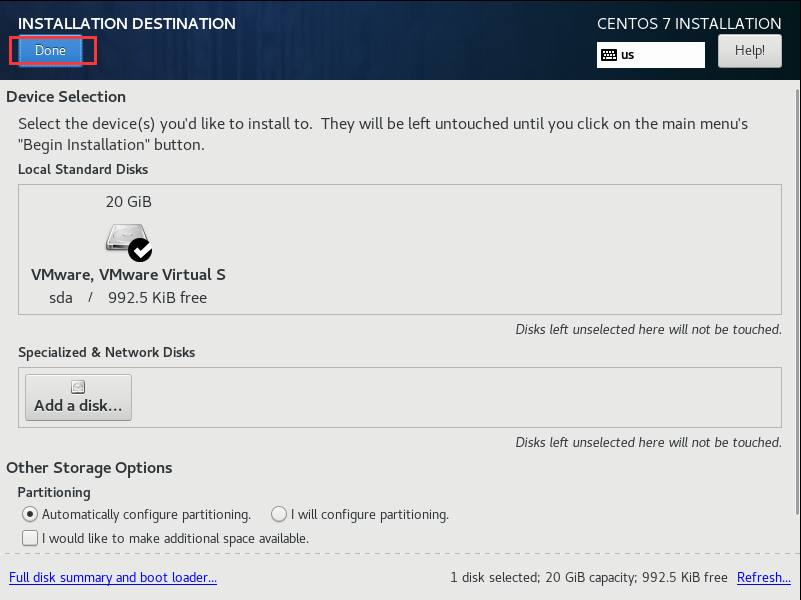 INSTALLATION DESTINATION
CENTOS 7 INSTALLATION
Done
us
Help!
Device Selection
Select the device(s) you'd like to install to.  They will be left untouched until you click on the main menu's
"Begin Installation" button.
Local Standard Disks
20 GiB
VMware, VMware Virtual S
sda / 992.5 KiB free
Disks left unselected here will not be touched.
Specialized & Network Disks
Add a disk...
Disks left unselected here will not be touched.
Other Storage Options
Partitioning
Automatically configure partitioning. I will configure partitioning.
I would like to make additional space available.
Full disk summary and boot loader... 1 disk selected; 20 GiB capacity; 992.5 KiB free Refresh...